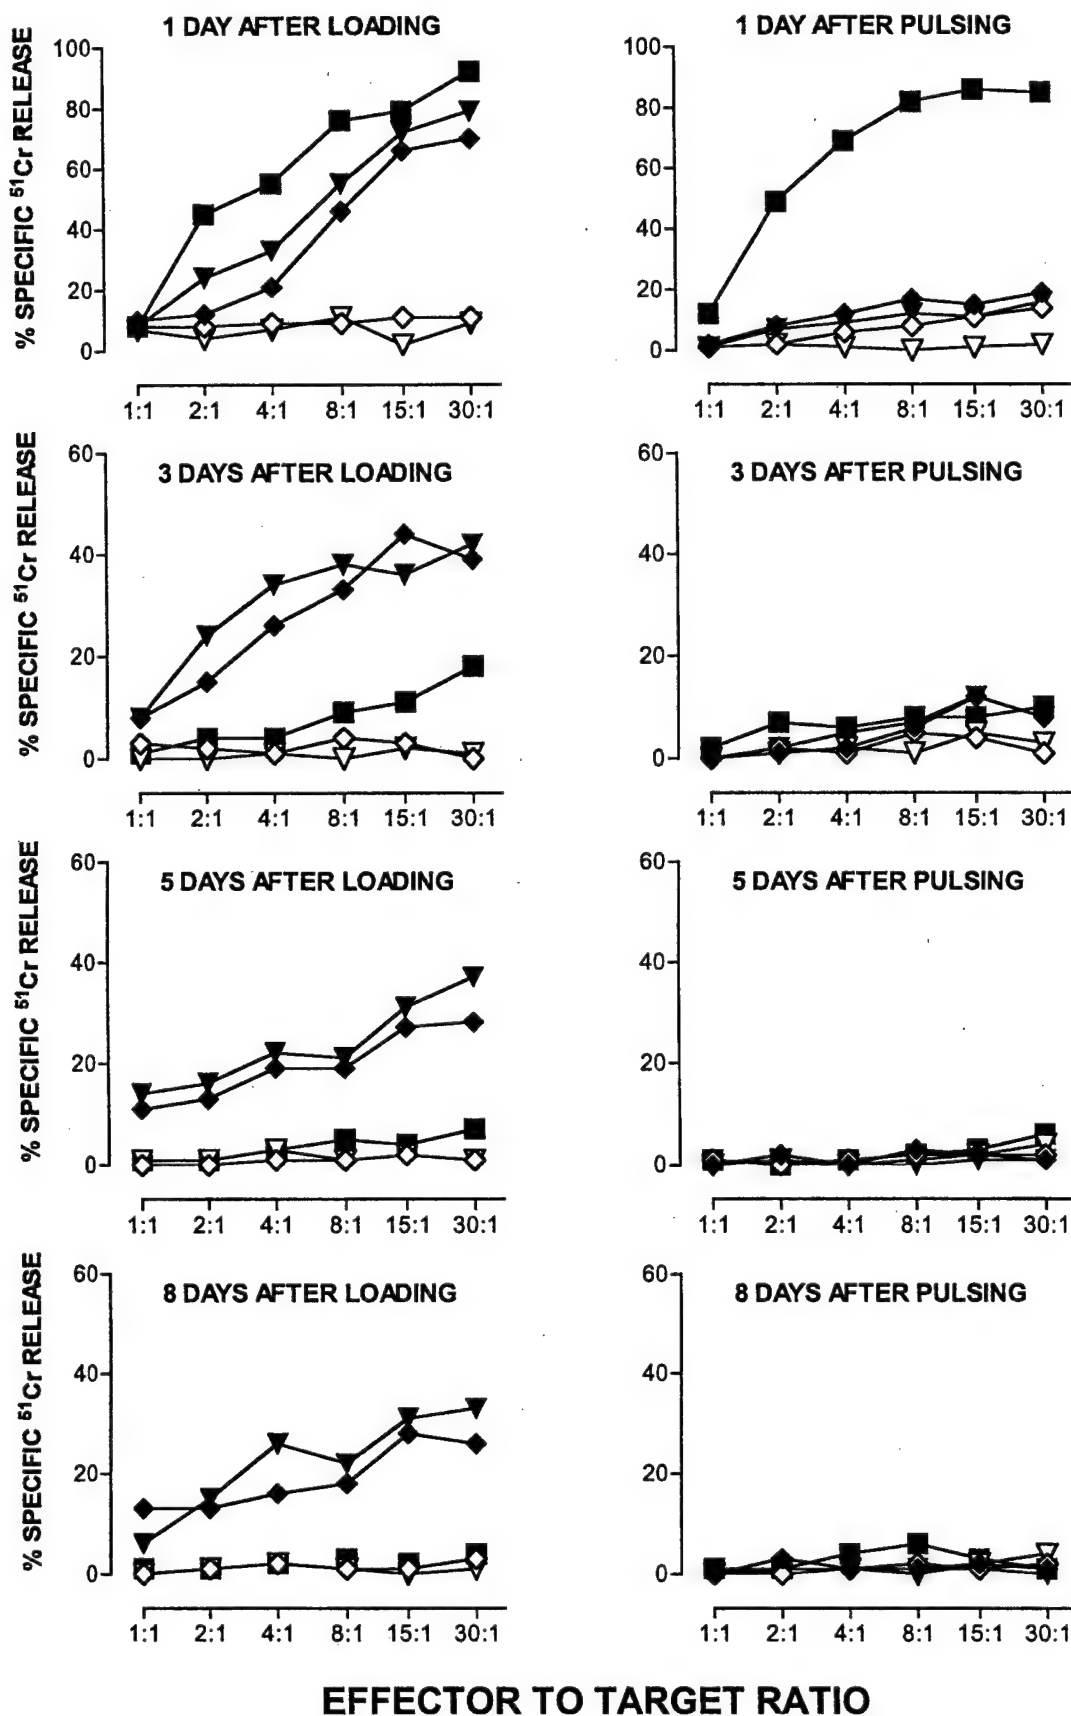 1 DAY AFTER LOADING
% SPECIFIC ⁵¹Cr RELEASE
100
80
60
40
20
0
1:1 2:1 4:1 8:1 15:1 30:1
1 DAY AFTER PULSING
100
80
60
40
20
0
1:1 2:1 4:1 8:1 15:1 30:1
3 DAYS AFTER LOADING
% SPECIFIC ⁵¹Cr RELEASE
60
40
20
0
1:1 2:1 4:1 8:1 15:1 30:1
3 DAYS AFTER PULSING
60
40
20
0
1:1 2:1 4:1 8:1 15:1 30:1
5 DAYS AFTER LOADING
% SPECIFIC ⁵¹Cr RELEASE
60
40
20
0
1:1 2:1 4:1 8:1 15:1 30:1
5 DAYS AFTER PULSING
60
40
20
0
1:1 2:1 4:1 8:1 15:1 30:1
8 DAYS AFTER LOADING
% SPECIFIC ⁵¹Cr RELEASE
60
40
20
0
1:1 2:1 4:1 8:1 15:1 30:1
8 DAYS AFTER PULSING
60
40
20
0
1:1 2:1 4:1 8:1 15:1 30:1
EFFECTOR TO TARGET RATIO